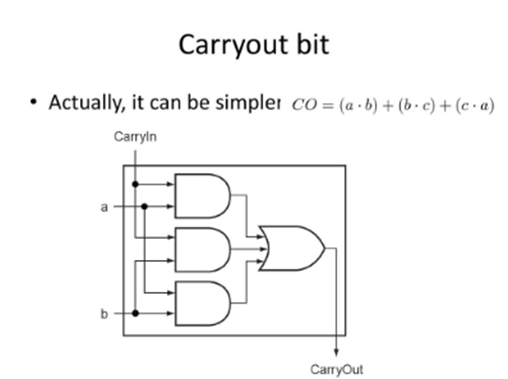 Carryout bit
• Actually, it can be simpler CO = (a · b) + (b · c) + (c · a)
CarryIn
a
b
CarryOut